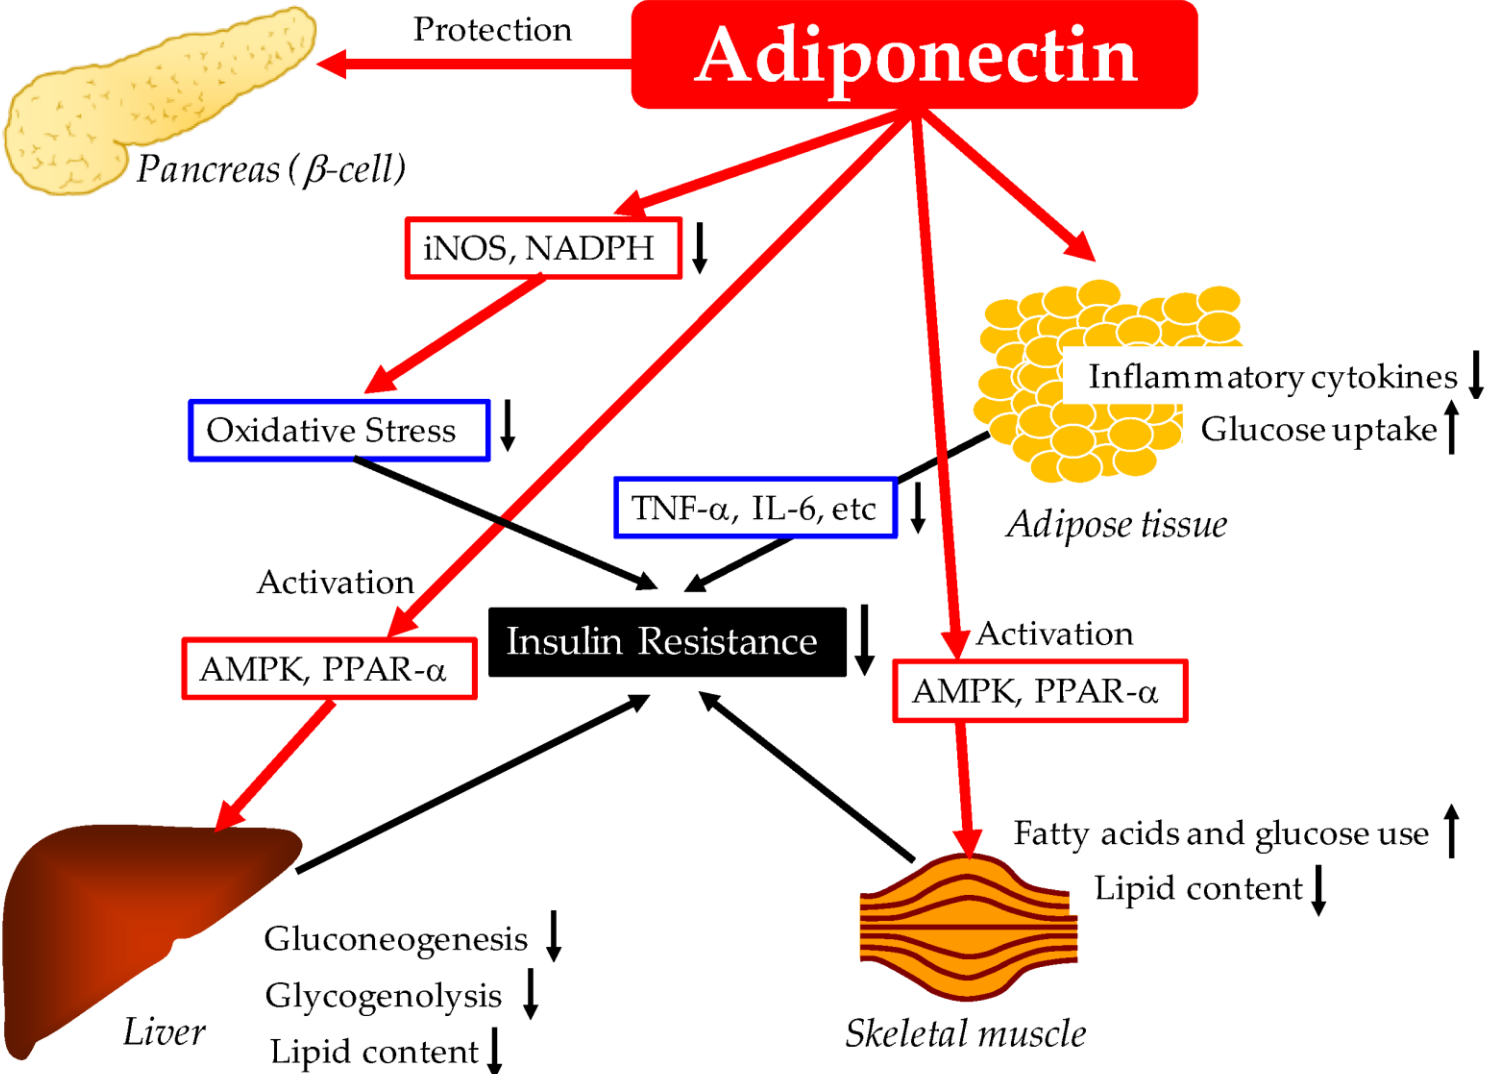 Protection
Adiponectin
Pancreas ( β-cell)
iNOS, NADPH
Inflammatory cytokines
Glucose uptake
Oxidative Stress
TNF-α, IL-6, etc
Adipose tissue
Activation
Insulin Resistance
Activation
AMPK, PPAR-α
AMPK, PPAR-α
Fatty acids and glucose use
Lipid content
Gluconeogenesis
Glycogenolysis
Liver
Skeletal muscle
Lipid content